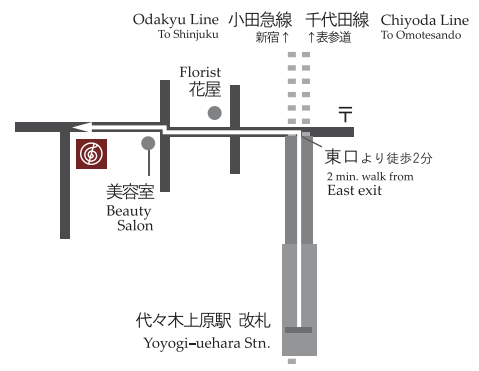 Odakyu Line 小田急線 千代田線 Chiyoda Line
To Shinjuku 新宿↑ ↑表参道 To Omotesando
Florist
花屋
〒
東口より徒歩2分
2 min. walk from
East exit
美容室
Beauty
Salon
代々木上原駅 改札
Yoyogi-uehara Stn.